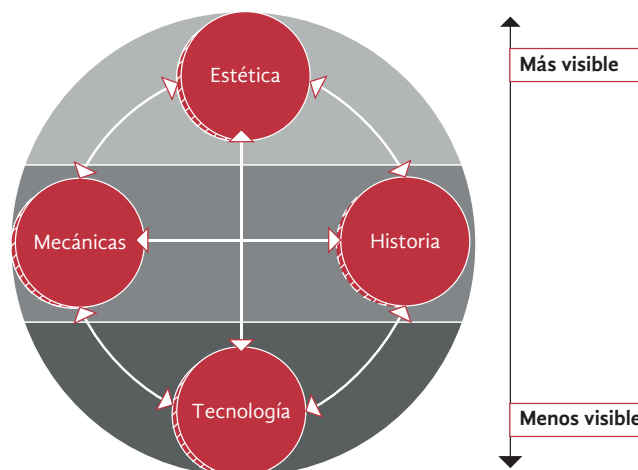 Estética
Más visible
Mecánicas
Historia
Tecnología
Menos visible